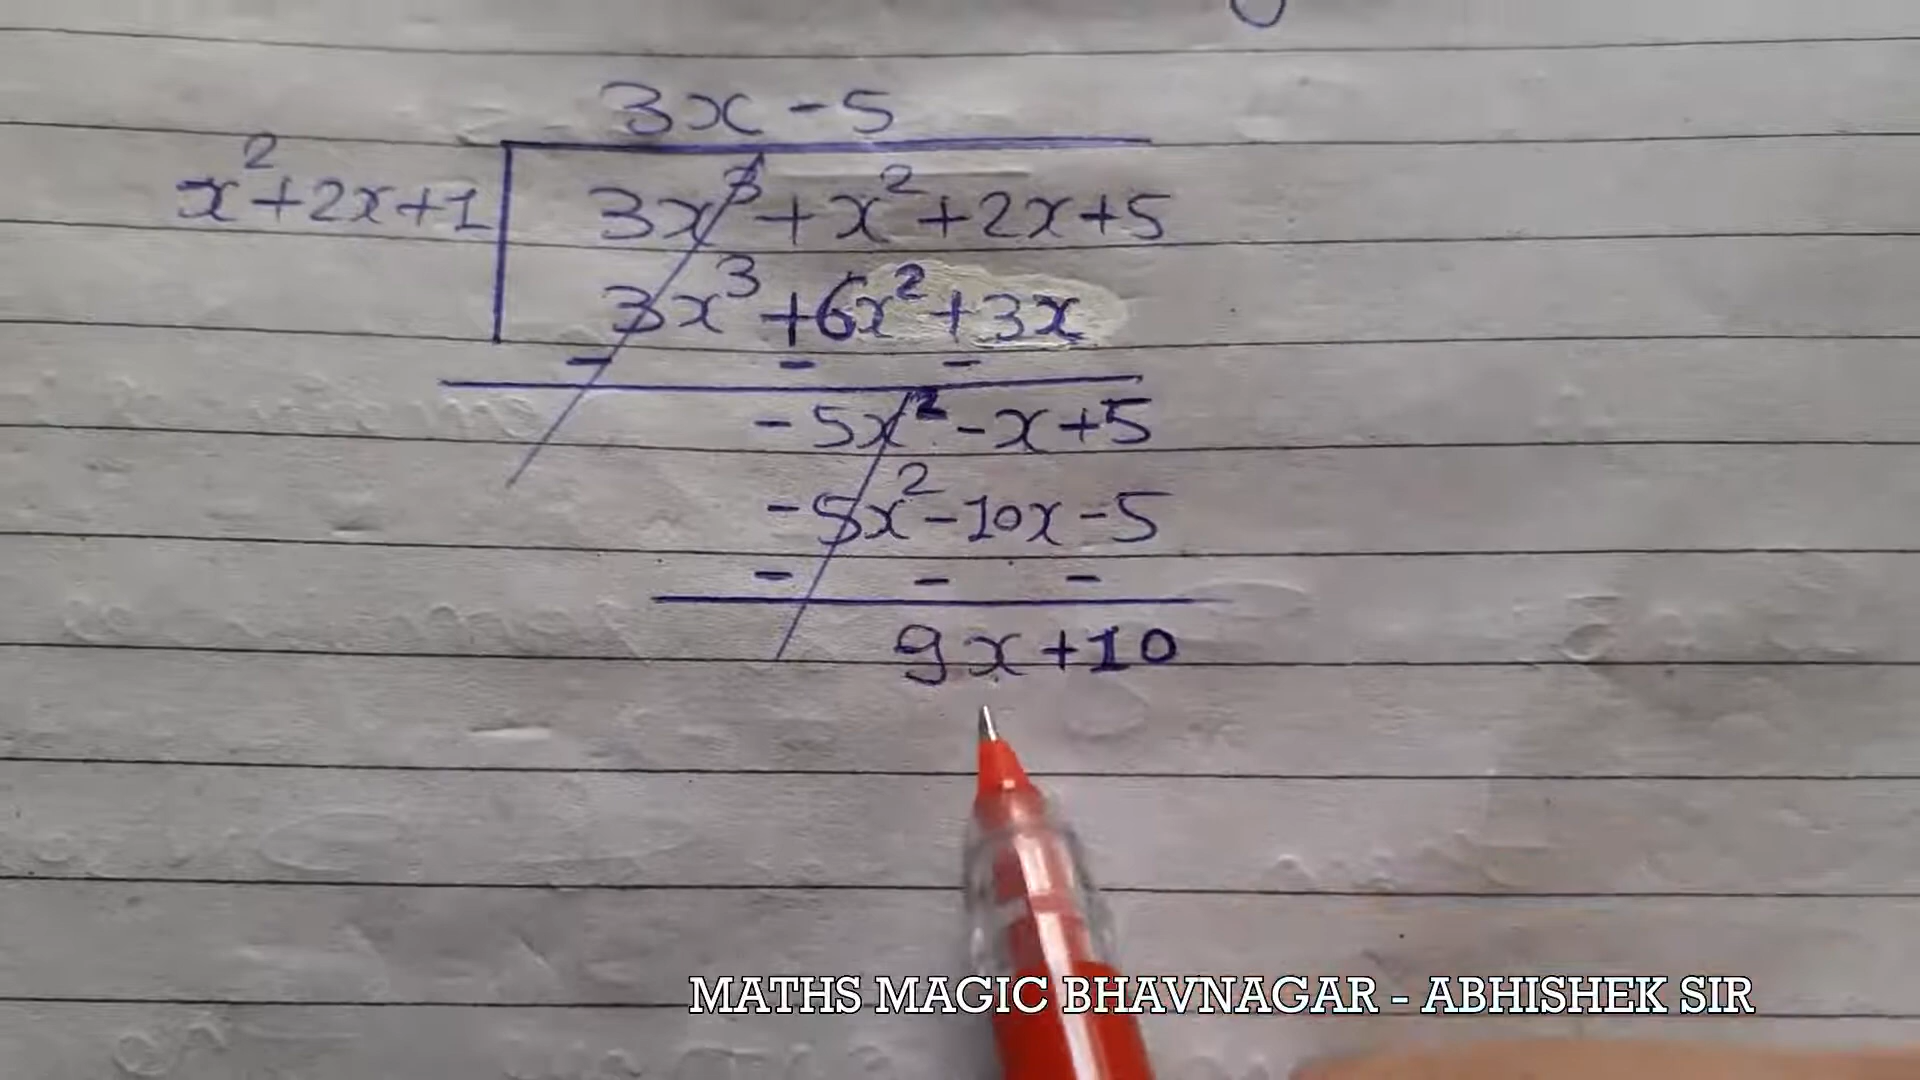 3x - 5
x²+2x+1
3x³ + x² + 2x + 5
3x³ + 6x² + 3x
- - -
- 5x² - x + 5
- 5x² - 10x - 5
- - -
9x + 10
MATHS MAGIC BHAVNAGAR - ABHISHEK SIR